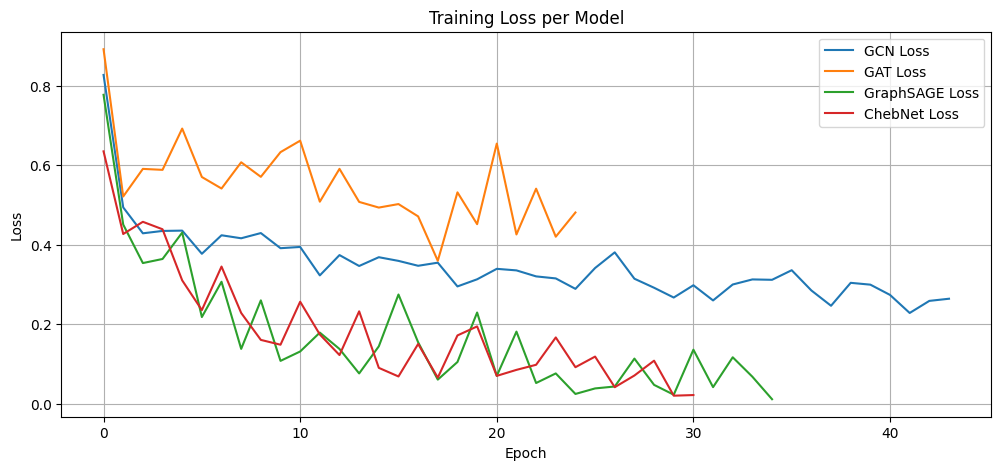 Training Loss per Model
GCN Loss
GAT Loss
GraphSAGE Loss
ChebNet Loss
Loss
0.8
0.6
0.4
0.2
0.0
0 10 20 30 40
Epoch